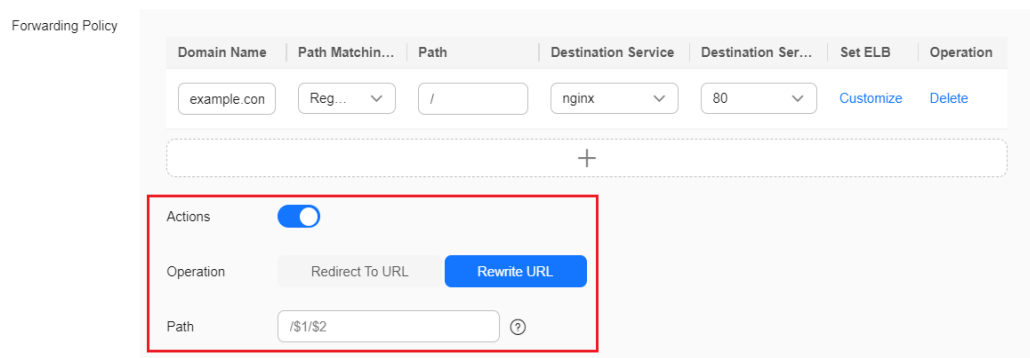 Forwarding Policy
Domain Name Path Matchin... Path Destination Service Destination Ser... Set ELB Operation
example.con Reg... / nginx 80 Customize Delete
+
Actions
Operation Redirect To URL Rewrite URL
Path /$1/$2 ?